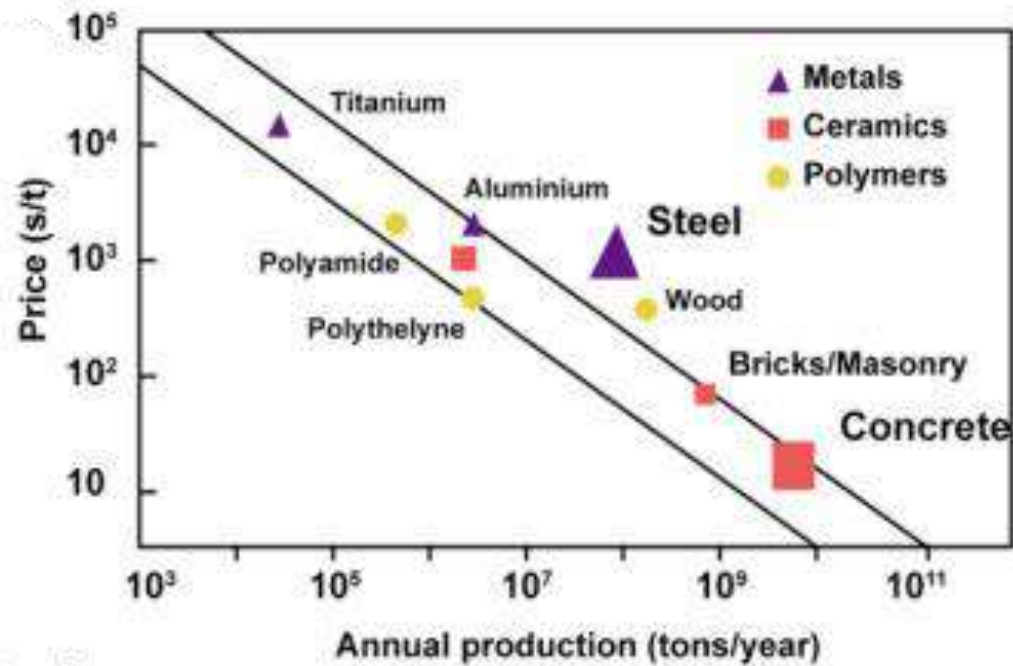 10⁵
10⁴
10³
10²
10
Price (s/t)
Metals
Ceramics
Polymers
Titanium
Aluminium
Steel
Polyamide
Wood
Polythelyne
Bricks/Masonry
Concrete
10³ 10⁵ 10⁷ 10⁹ 10¹¹
Annual production (tons/year)